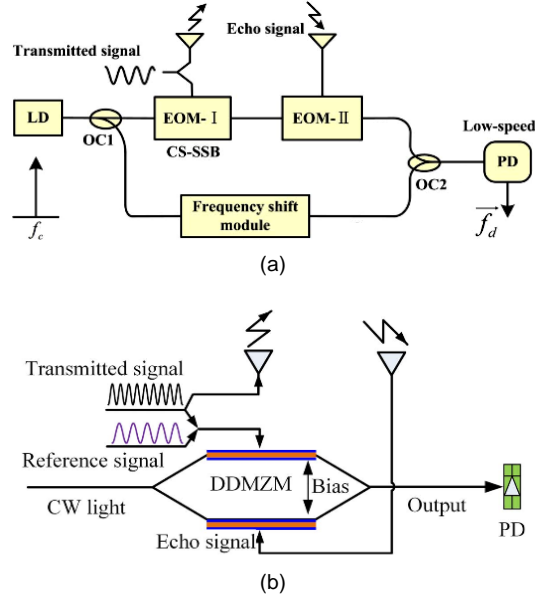 Transmitted signal
Echo signal
LD
OC1
EOM- I
EOM- II
CS-SSB
Low-speed
PD
OC2
Frequency shift
module
f_c
f_d
(a)
Transmitted signal
Reference signal
DDMZM
Bias
CW light
Output
Echo signal
PD
(b)